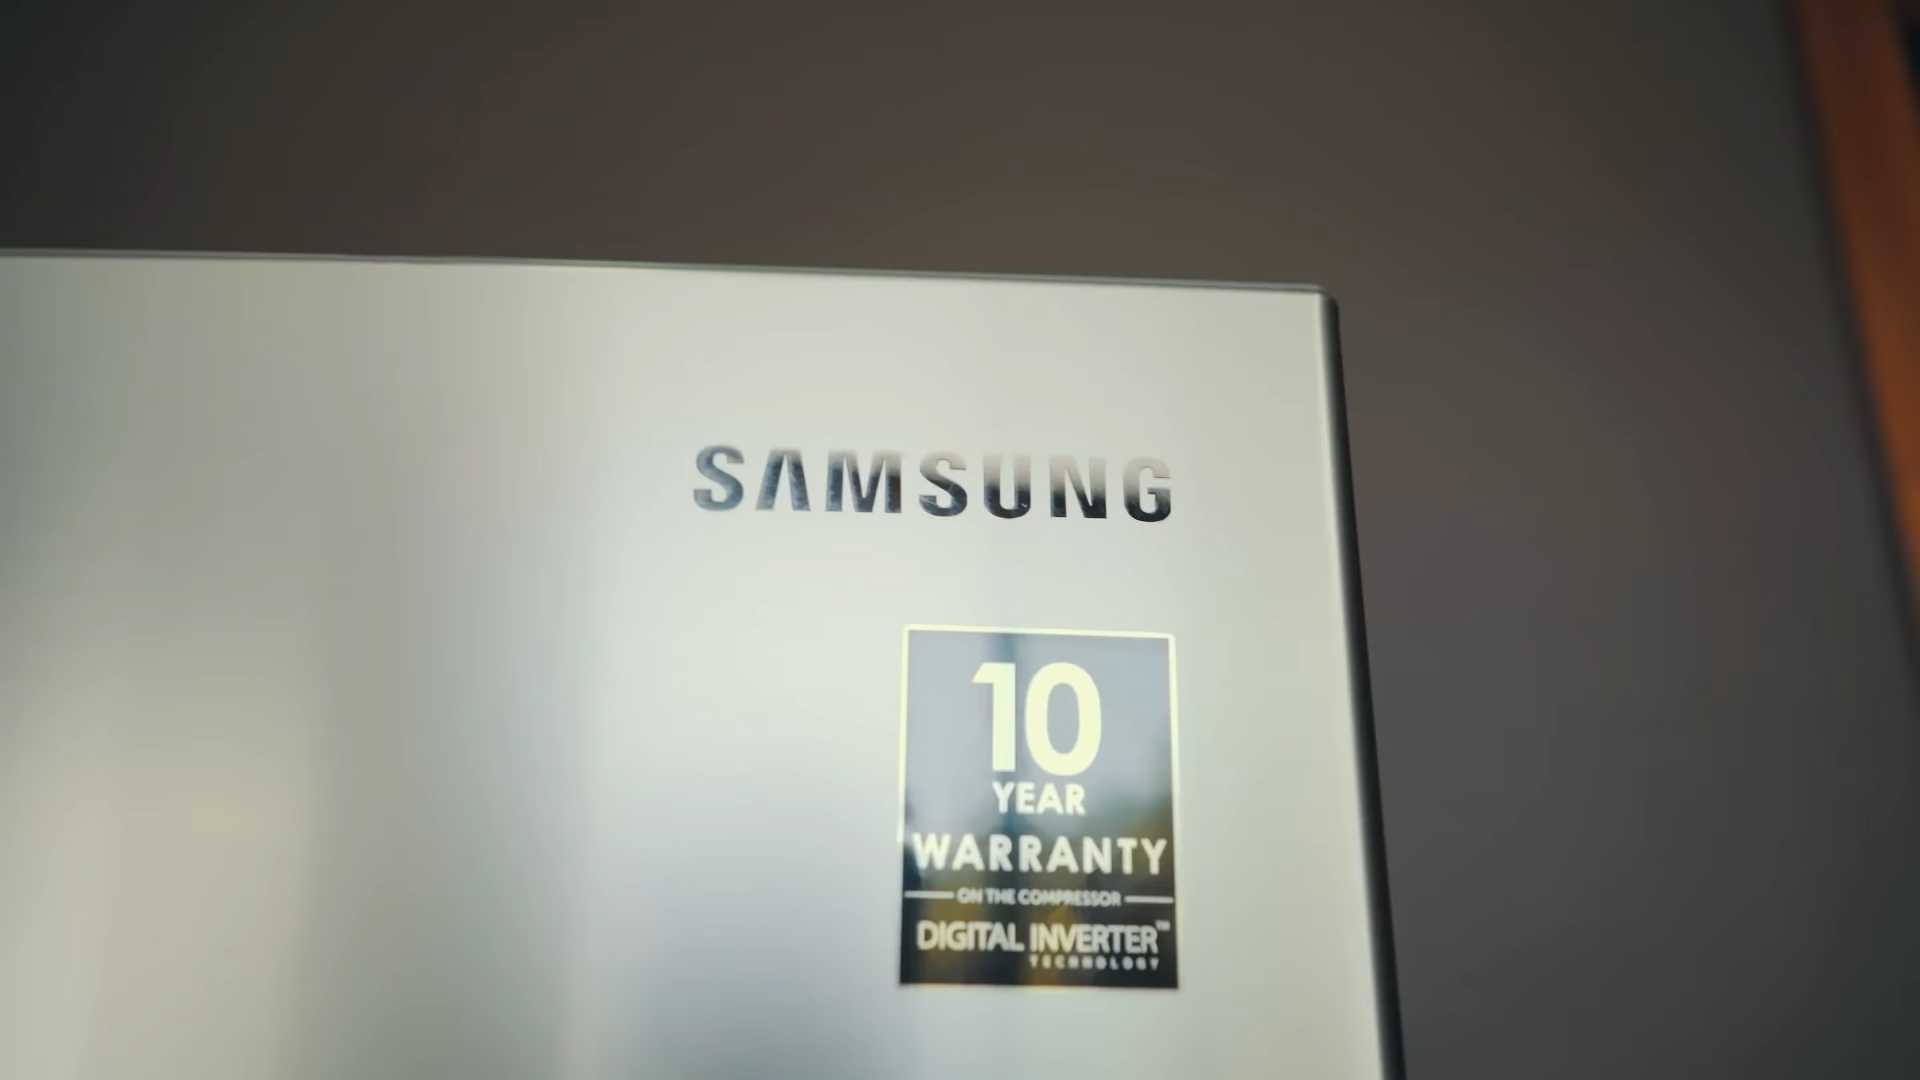 SAMSUNG
10
YEAR
WARRANTY
ON THE COMPRESSOR
DIGITAL INVERTER™
TECHNOLOGY